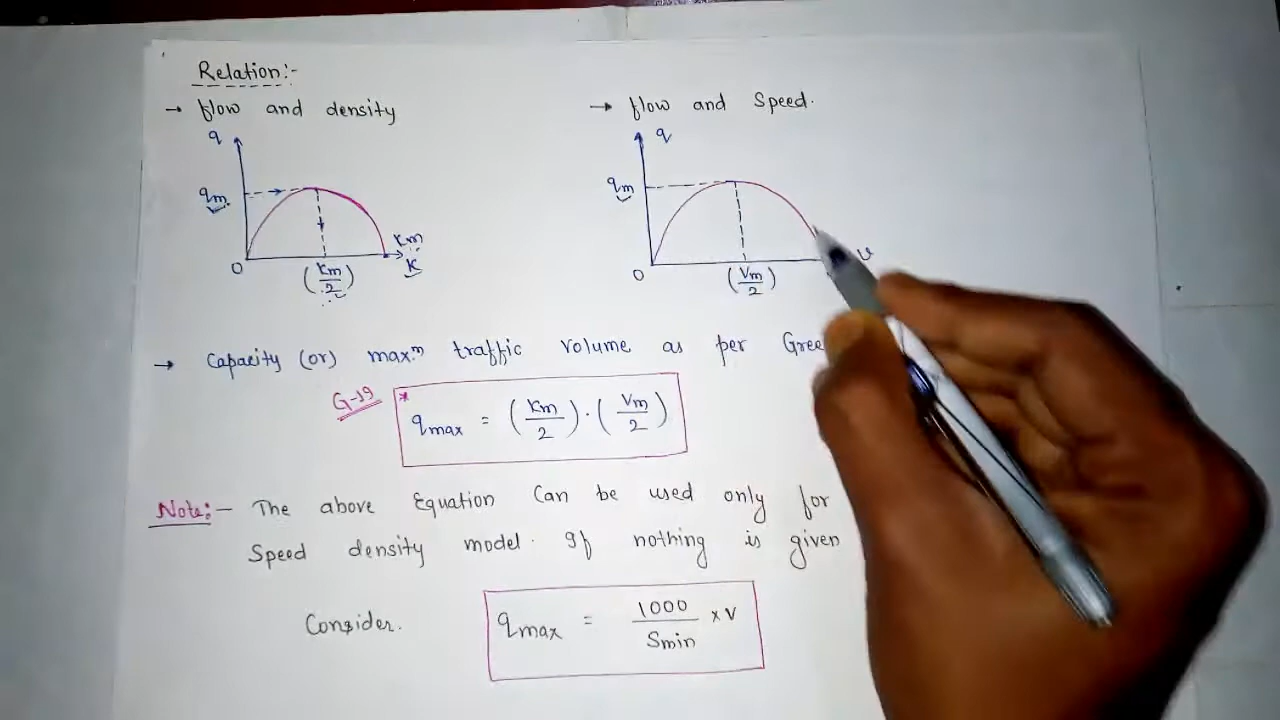 Relation:-
→ flow and density
q
qm.
0
(Km/2)
Km
K
→ flow and Speed.
q
qm
0
(Vm/2)
v
→ Capacity (or) maxm traffic volume as per
G-19
* qmax = (Km/2).(Vm/2)
Note:- The above Equation Can be used only for
Speed density model. If nothing is given
Consider.
qmax = 1000/Smin x v